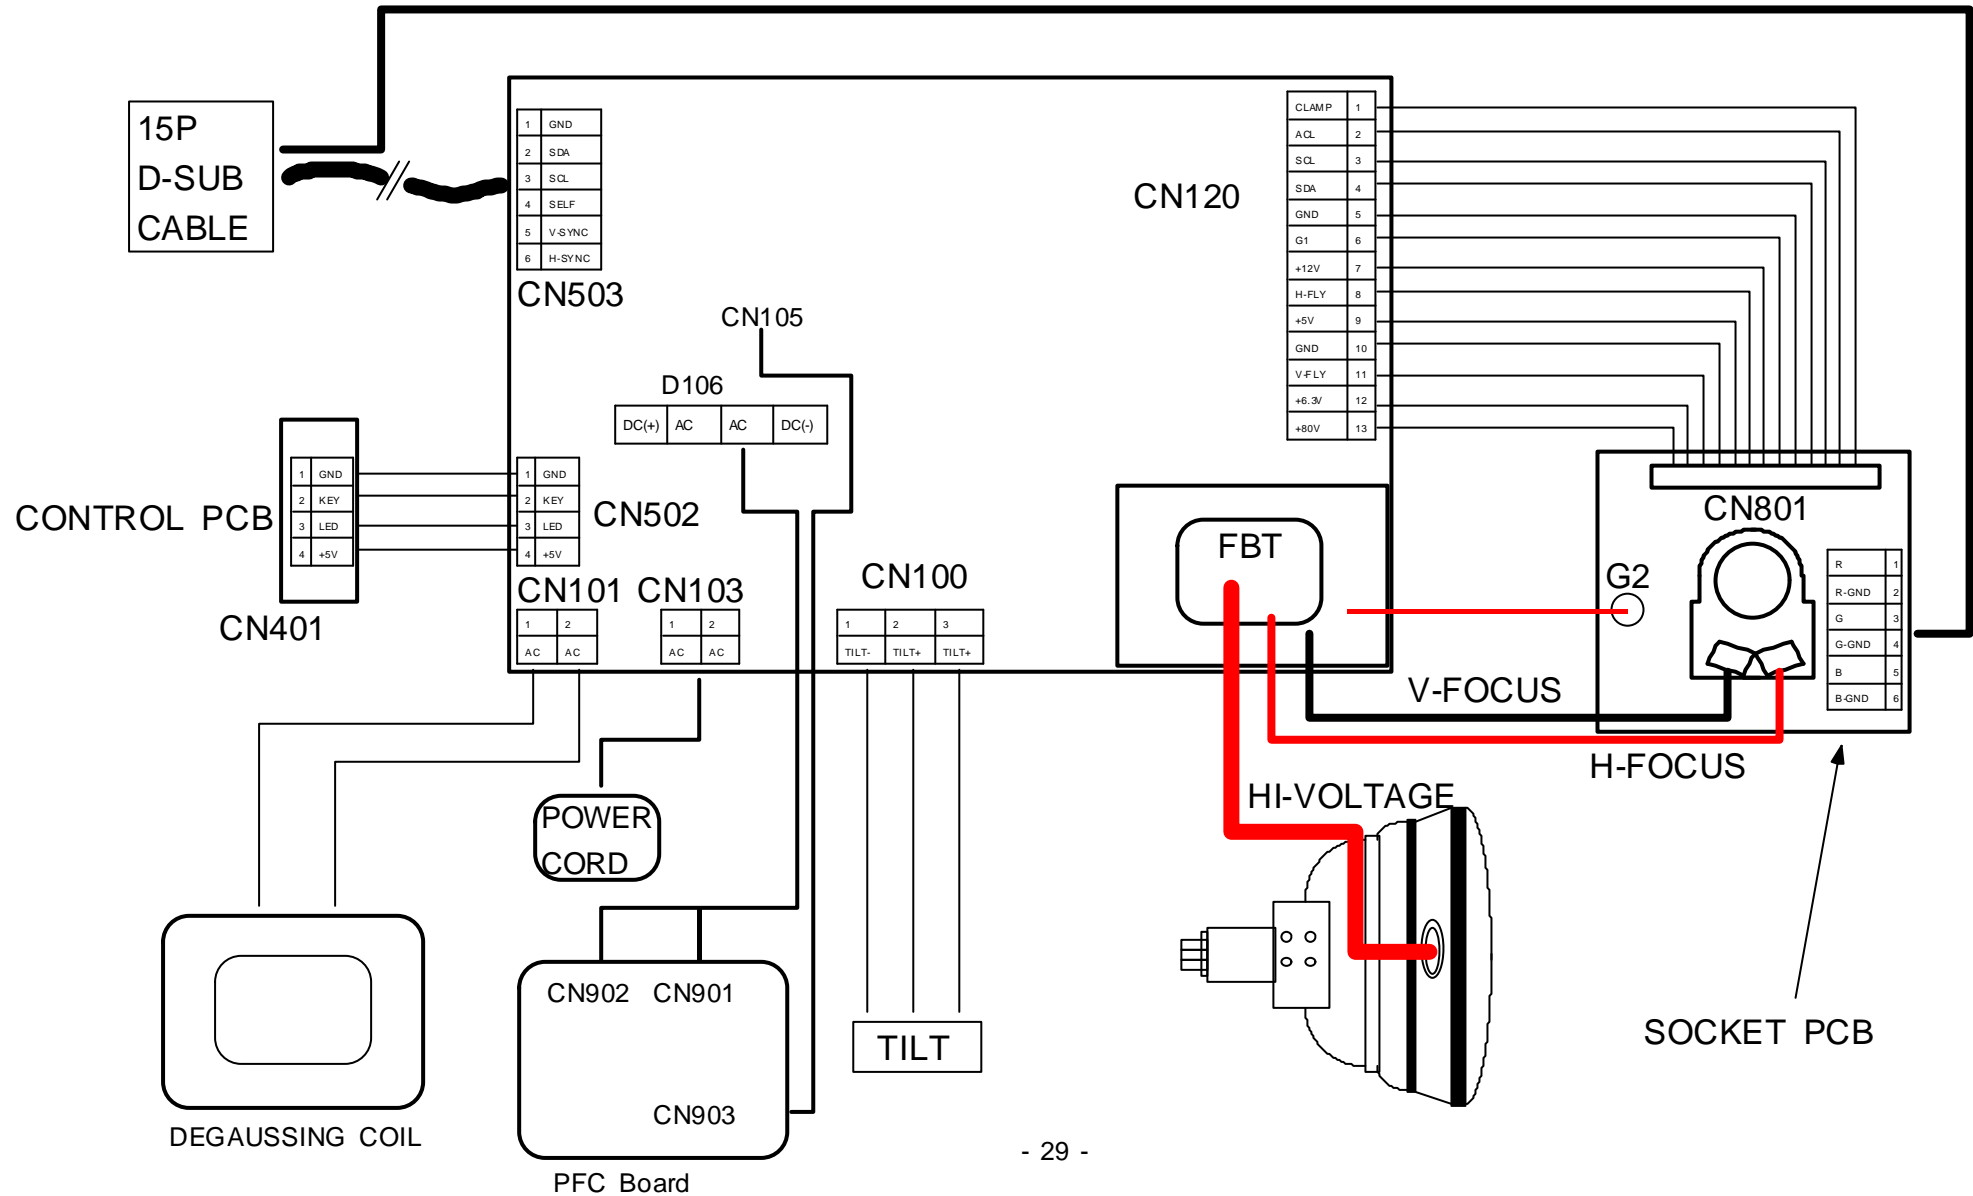 15P
D-SUB
CABLE
1 GND
2 SDA
3 SCL
4 SELF
5 V-SYNC
6 H-SYNC
CN503
CN120
CLAMP 1
ACL 2
SCL 3
SDA 4
GND 5
G1 6
+12V 7
H-FLY 8
+5V 9
GND 10
V-FLY 11
+6.3V 12
+80V 13
CN105
D106
DC(+) AC AC DC(-)
CONTROL PCB
1 GND
2 KEY
3 LED
4 +5V
CN401
1 GND
2 KEY
3 LED
4 +5V
CN502
CN101
1 2
AC AC
CN103
1 2
AC AC
CN100
1 2 3
TILT- TILT+ TILT+
FBT
G2
CN801
R 1
R-GND 2
G 3
G-GND 4
B 5
B-GND 6
V-FOCUS
H-FOCUS
HI-VOLTAGE
POWER
CORD
CN902 CN901
CN903
TILT
SOCKET PCB
DEGAUSSING COIL
PFC Board
- 29 -